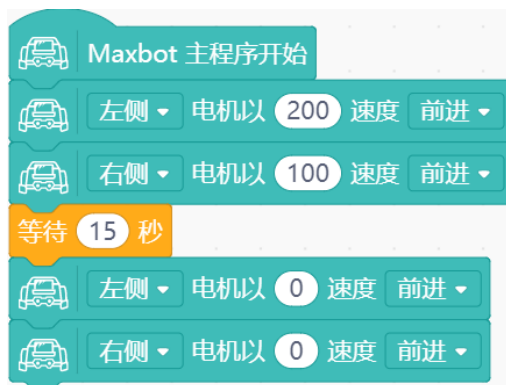 Maxbot 主程序开始
左侧 电机以 200 速度 前进
右侧 电机以 100 速度 前进
等待 15 秒
左侧 电机以 0 速度 前进
右侧 电机以 0 速度 前进